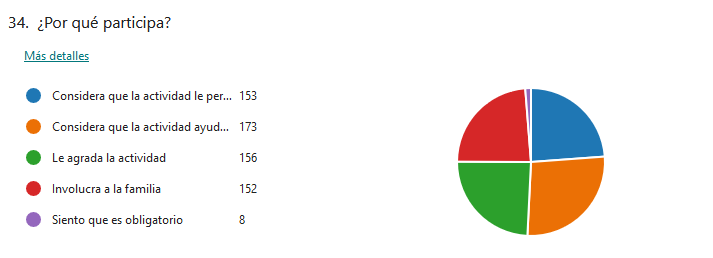 34. ¿Por qué participa?
Más detalles
Considera que la actividad le per... 153
Considera que la actividad ayud... 173
Le agrada la actividad 156
Involucra a la familia 152
Siento que es obligatorio 8